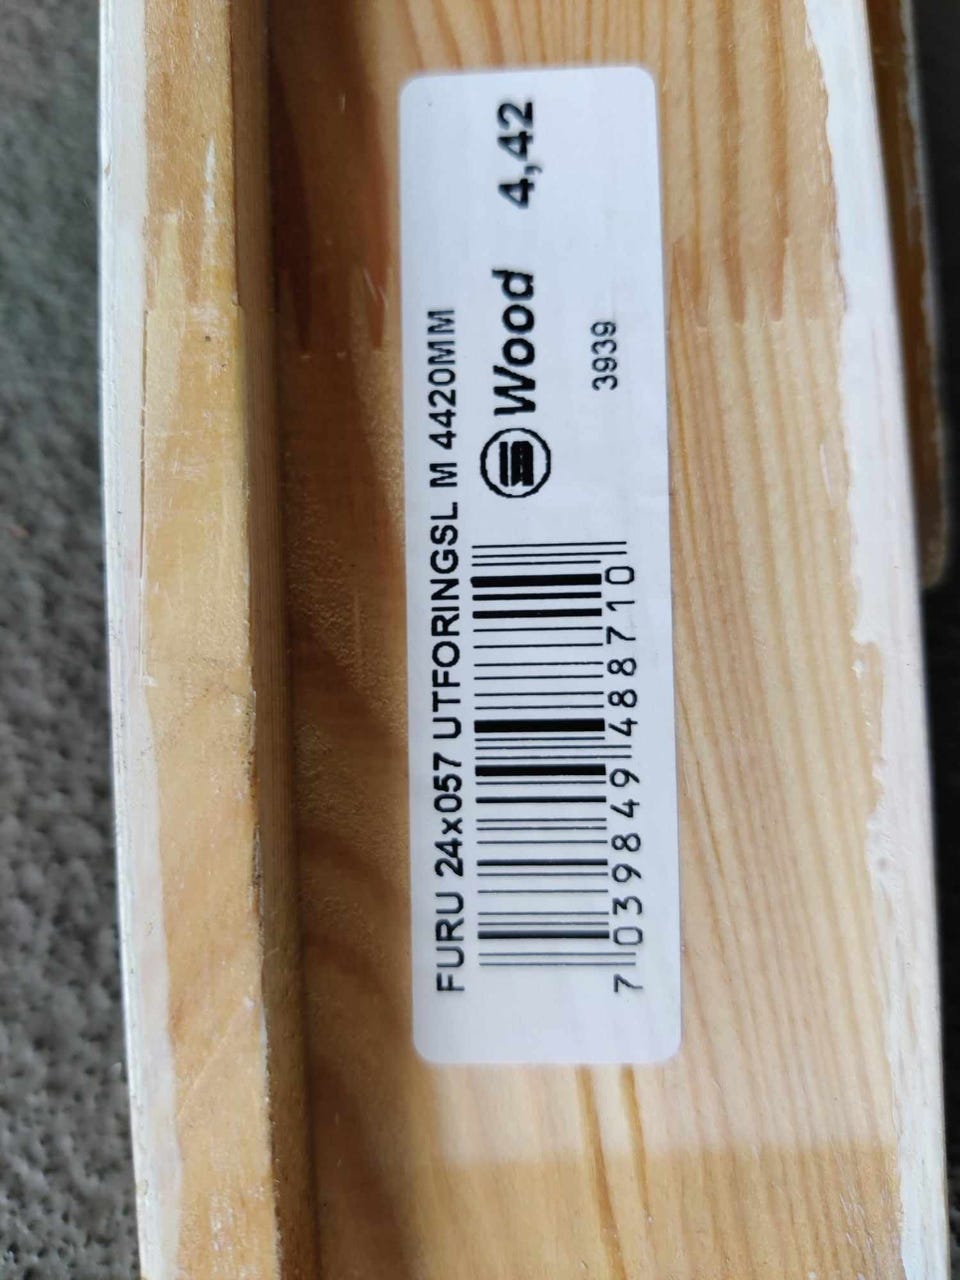 FURU 24x057 UTFORINGSL M 4420MM
Wood 4,42
3939
7 039849 488710